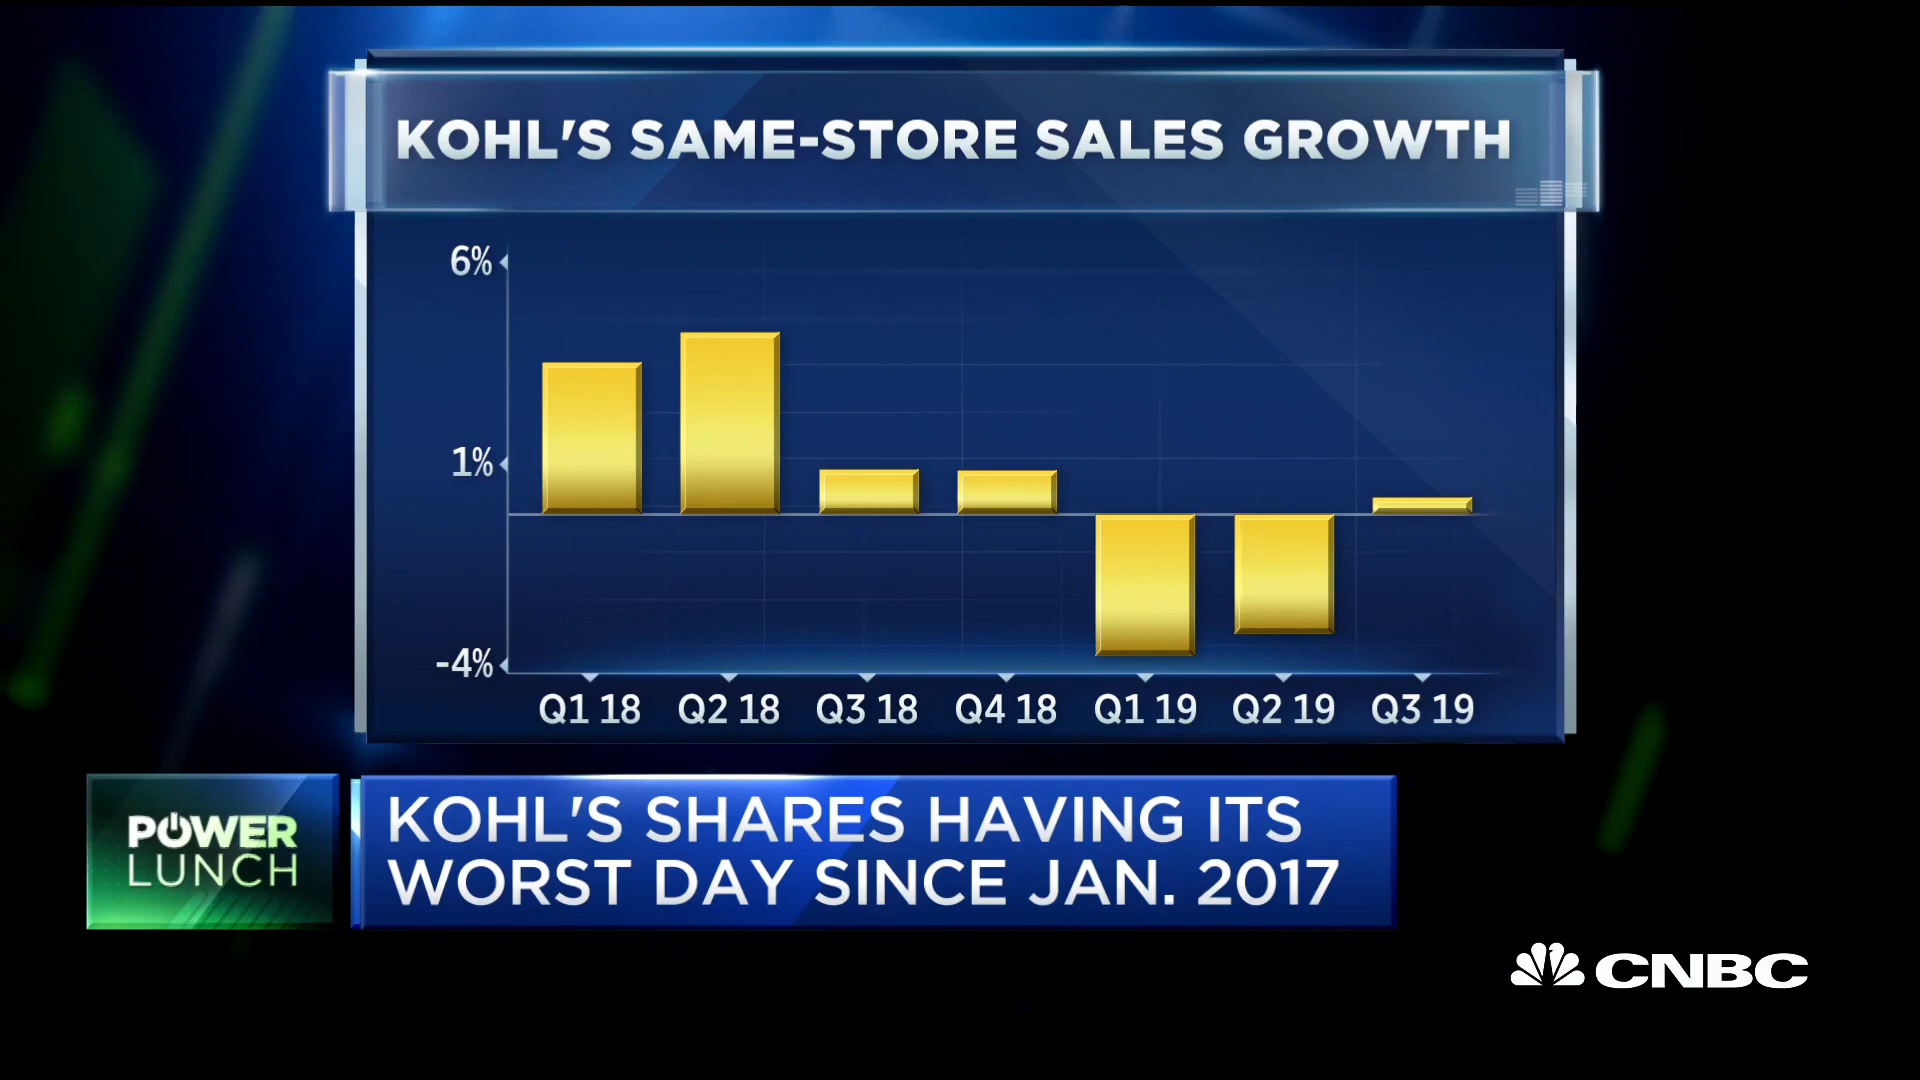 KOHL'S SAME-STORE SALES GROWTH
6%
1%
-4%
Q1 18 Q2 18 Q3 18 Q4 18 Q1 19 Q2 19 Q3 19
POWER
LUNCH
KOHL'S SHARES HAVING ITS
WORST DAY SINCE JAN. 2017
CNBC